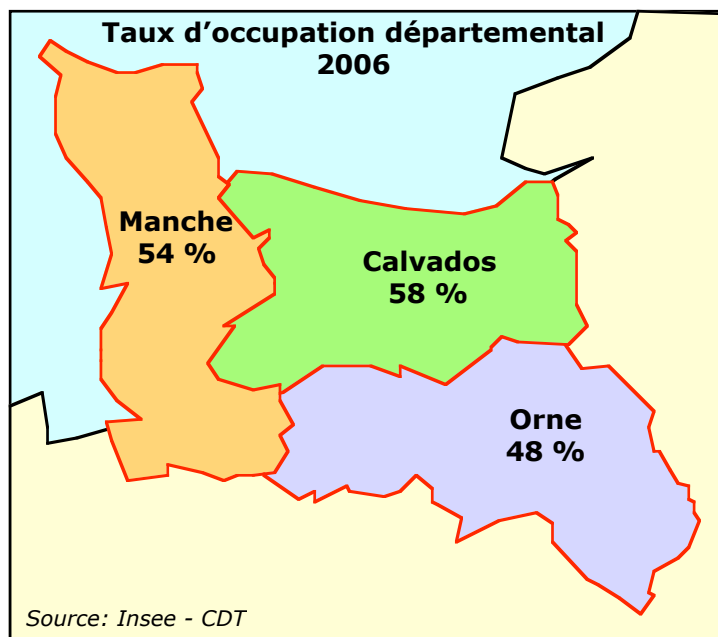 Taux d'occupation départemental
2006
Manche
54 %
Calvados
58 %
Orne
48 %
Source: Insee - CDT